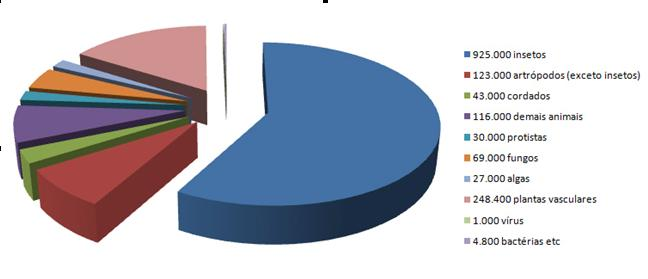 925.000 insetos
123.000 artrópodos (exceto insetos)
43.000 cordados
116.000 demais animais
30.000 protistas
69.000 fungos
27.000 algas
248.400 plantas vasculares
1.000 vírus
4.800 bactérias etc